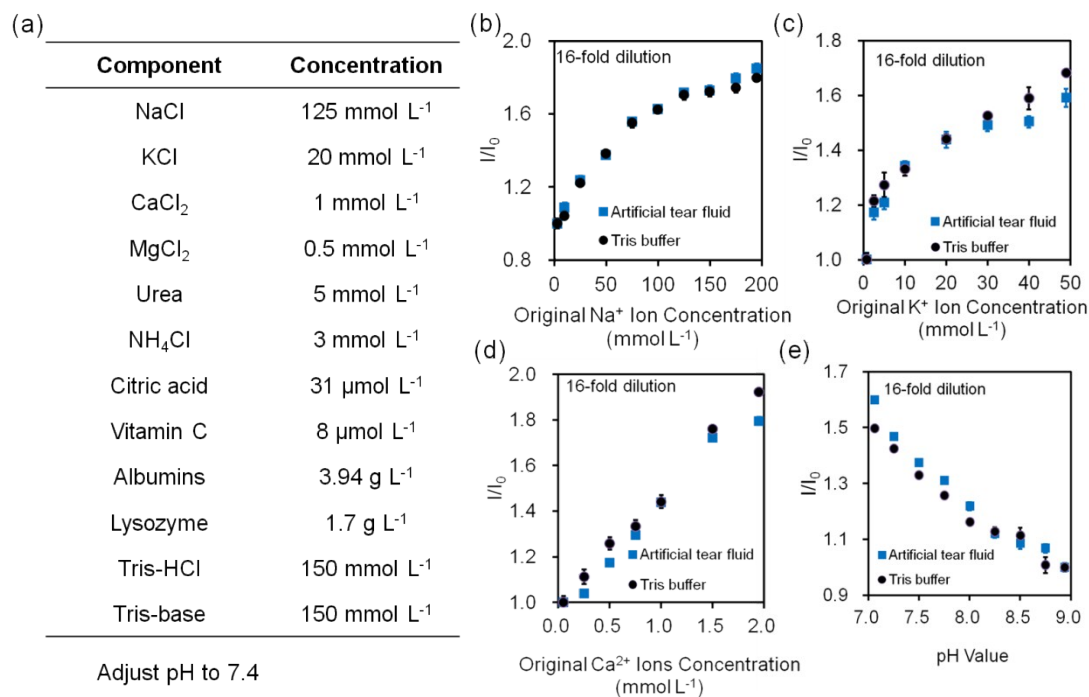 (a)
Component Concentration
NaCl 125 mmol L⁻¹
KCl 20 mmol L⁻¹
CaCl₂ 1 mmol L⁻¹
MgCl₂ 0.5 mmol L⁻¹
Urea 5 mmol L⁻¹
NH₄Cl 3 mmol L⁻¹
Citric acid 31 µmol L⁻¹
Vitamin C 8 µmol L⁻¹
Albumins 3.94 g L⁻¹
Lysozyme 1.7 g L⁻¹
Tris-HCl 150 mmol L⁻¹
Tris-base 150 mmol L⁻¹
Adjust pH to 7.4
(b)
16-fold dilution
2.0
1.6
1.2
0.8
I/I₀
Artificial tear fluid
Tris buffer
0 50 100 150 200
Original Na⁺ Ion Concentration
(mmol L⁻¹)
(c)
16-fold dilution
1.8
1.6
1.4
1.2
1.0
I/I₀
Artificial tear fluid
Tris buffer
0 10 20 30 40 50
Original K⁺ Ion Concentration
(mmol L⁻¹)
(d)
16-fold dilution
2.0
1.8
1.6
1.4
1.2
1.0
I/I₀
Artificial tear fluid
Tris buffer
0.0 0.5 1.0 1.5 2.0
Original Ca²⁺ Ions Concentration
(mmol L⁻¹)
(e)
16-fold dilution
1.7
1.5
1.3
1.1
0.9
I/I₀
Artificial tear fluid
Tris buffer
7.0 7.5 8.0 8.5 9.0
pH Value